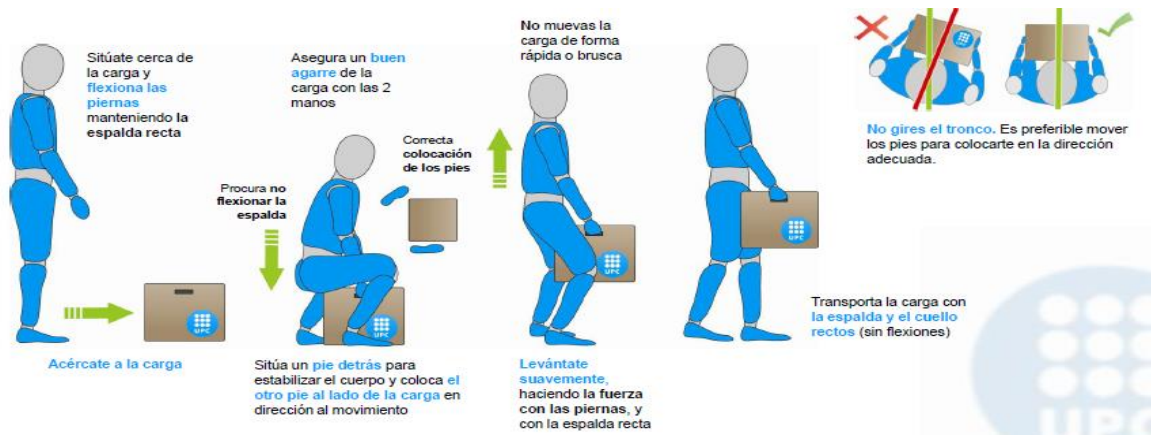 Sitúate cerca de
la carga y
flexiona las
piernas
manteniendo la
espalda recta
UPC
Acércate a la carga
Asegura un buen
agarre de la
carga con las 2
manos
Procura no
flexionar la
espalda
Correcta
colocación
de los pies
UPC
Sitúa un pie detrás para
estabilizar el cuerpo y coloca el
otro pie al lado de la carga en
dirección al movimiento
No muevas la
carga de forma
rápida o brusca
UPC
Levántate
suavemente,
haciendo la fuerza
con las piernas, y
con la espalda recta
UPC
Transporta la carga con
la espalda y el cuello
rectos (sin flexiones)
No gires el tronco. Es preferible mover
los pies para colocarte en la dirección
adecuada.
UPC